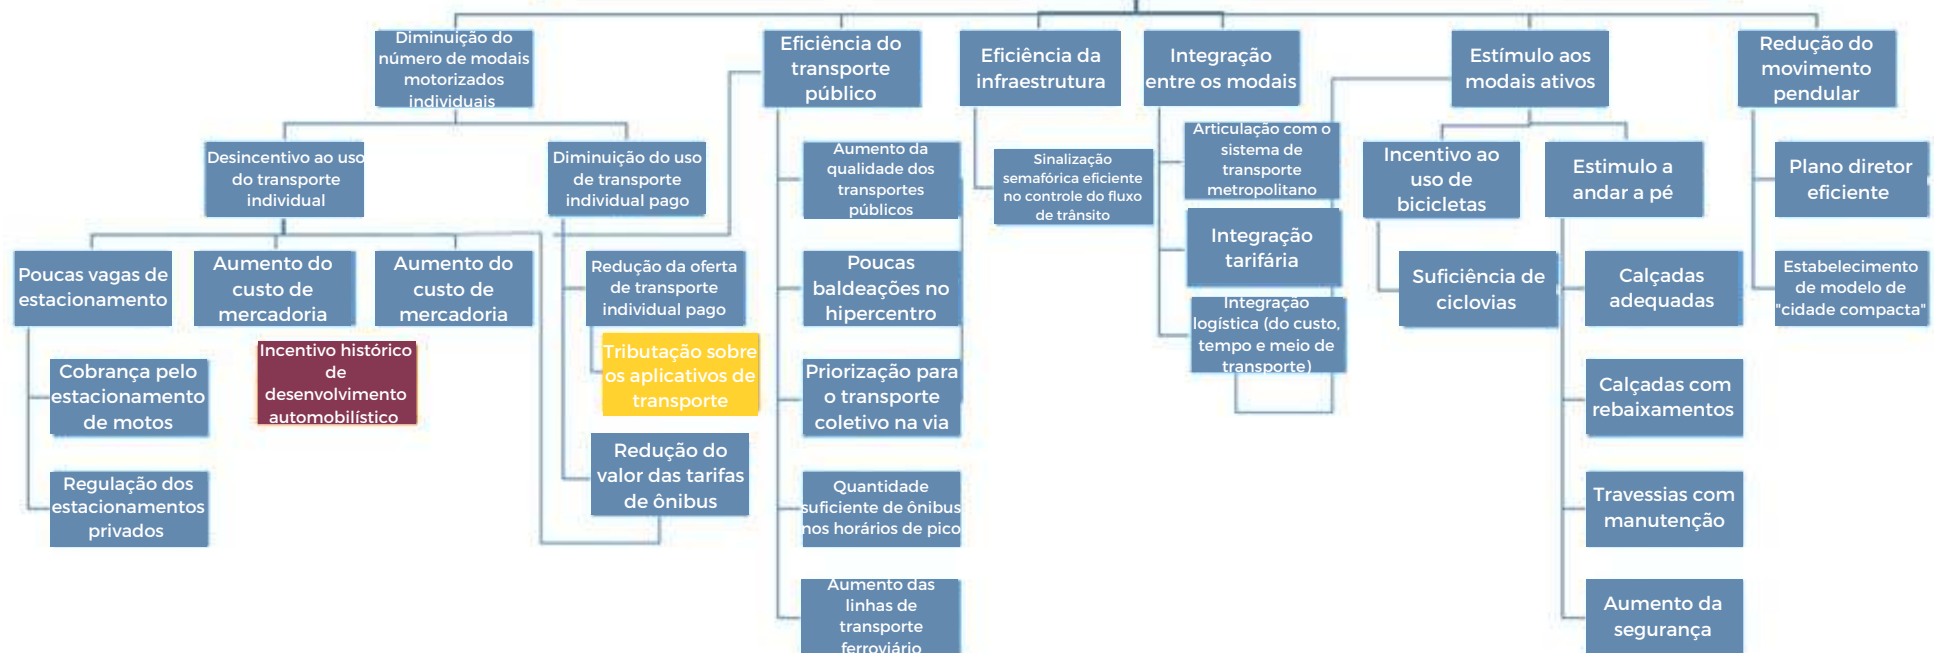 Diminuição do
número de modais
motorizados
individuais
Eficiência do
transporte
público
Eficiência da
infraestrutura
Integração
entre os modais
Estímulo aos
modais ativos
Redução do
movimento
pendular
Desincentivo ao uso
do transporte
individual
Diminuição do uso
de transporte
individual pago
Aumento da
qualidade dos
transportes
públicos
Sinalização
semafórica eficiente
no controle do fluxo
de trânsito
Articulação com o
sistema de
transporte
metropolitano
Incentivo ao
uso de
bicicletas
Estimulo a
andar a pé
Plano diretor
eficiente
Poucas vagas de
estacionamento
Aumento do
custo de
mercadoria
Aumento do
custo de
mercadoria
Redução da oferta
de transporte
individual pago
Poucas
baldeações no
hipercentro
Integração
tarifária
Suficiência de
ciclovias
Calçadas
adequadas
Estabelecimento
de modelo de
"cidade compacta"
Integração
logística (do custo,
tempo e meio de
transporte)
Cobrança pelo
estacionamento
de motos
Incentivo histórico
de
desenvolvimento
automobilístico
Tributação sobre
os aplicativos de
transporte
Priorização para
o transporte
coletivo na via
Calçadas com
rebaixamentos
Redução do
valor das tarifas
de ônibus
Regulação dos
estacionamentos
privados
Quantidade
suficiente de ônibus
nos horários de pico
Travessias com
manutenção
Aumento das
linhas de
transporte
ferroviário
Aumento da
segurança